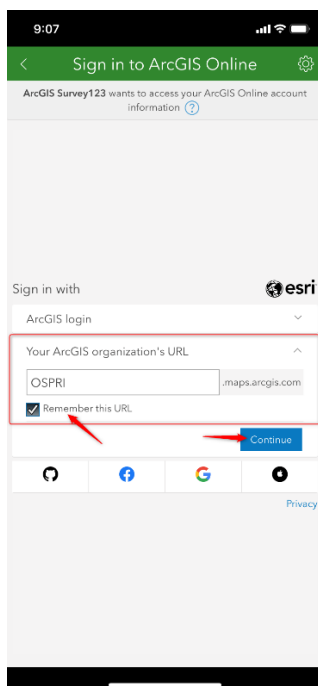 9:07
Sign in to ArcGIS Online
ArcGIS Survey123 wants to access your ArcGIS Online account
information ?
Sign in with
esri
ArcGIS login
Your ArcGIS organization's URL
OSPRI
.maps.arcgis.com
Remember this URL
Continue
Privacy